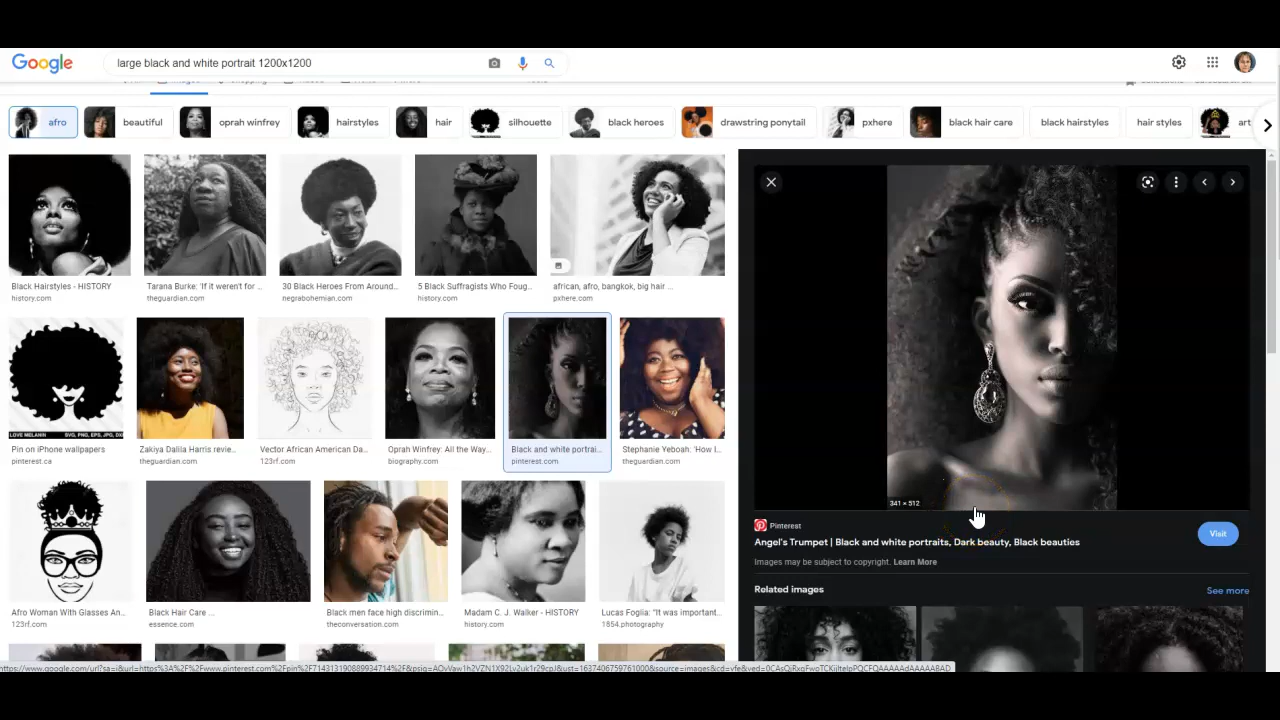 Google
large black and white portrait 1200x1200
afro
beautiful
oprah winfrey
hairstyles
hair
silhouette
black heroes
drawstring ponytail
pxhere
black hair care
black hairstyles
hair styles
art
Black Hairstyles - HISTORY
history.com
Tarana Burke: 'If it weren't for ...
theguardian.com
30 Black Heroes From Around...
negrabohemian.com
5 Black Suffragists Who Foug...
history.com
african, afro, bangkok, big hair ...
pxhere.com
LOVE MELANIN
SVG, PNG, EPS, JPG, DX
Pin on iPhone wallpapers
pinterest.ca
Zakiya Dalila Harris revie...
theguardian.com
Vector African American Da...
123rf.com
Oprah Winfrey: All the Way...
biography.com
Black and white portrai...
pinterest.com
Stephanie Yeboah: 'How I...
theguardian.com
341 × 512
Pinterest
Angel's Trumpet | Black and white portraits, Dark beauty, Black beauties
Visit
Images may be subject to copyright. Learn More
Related images
See more
Afro Woman With Glasses An...
123rf.com
Black Hair Care ...
essence.com
Black men face high discrimin...
theconversation.com
Madam C. J. Walker - HISTORY
history.com
Lucas Foglia: "It was important...
1854.photography